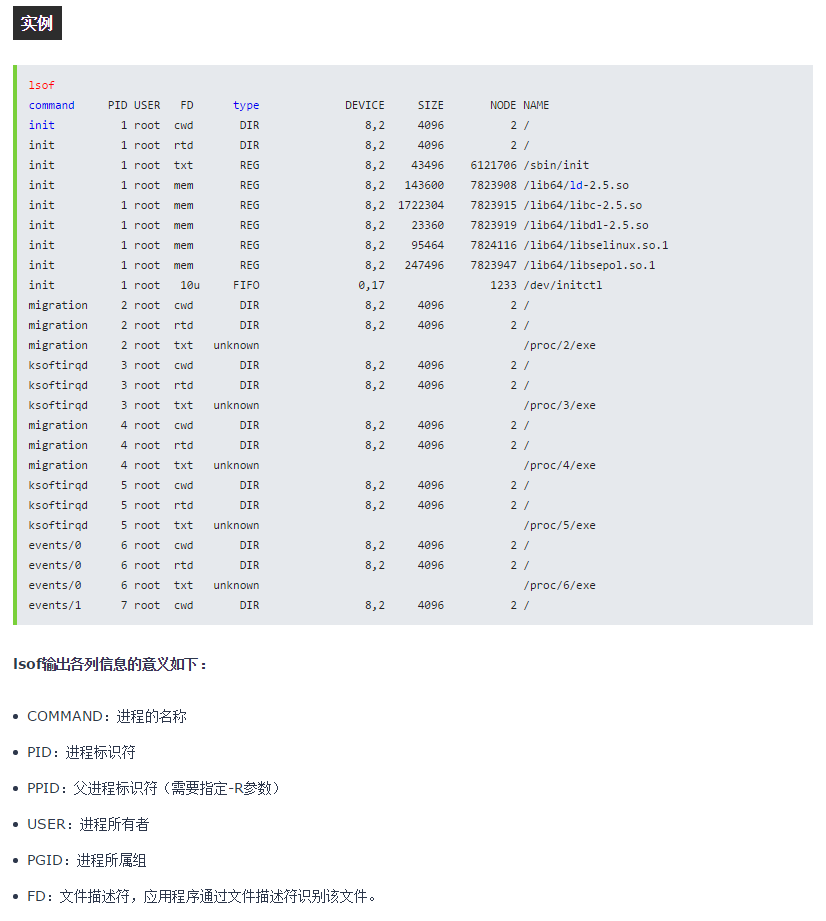 实例
lsof
command PID USER FD type DEVICE SIZE NODE NAME
init 1 root cwd DIR 8,2 4096 2 /
init 1 root rtd DIR 8,2 4096 2 /
init 1 root txt REG 8,2 43496 6121706 /sbin/init
init 1 root mem REG 8,2 143600 7823908 /lib64/ld-2.5.so
init 1 root mem REG 8,2 1722304 7823915 /lib64/libc-2.5.so
init 1 root mem REG 8,2 23360 7823919 /lib64/libdl-2.5.so
init 1 root mem REG 8,2 95464 7824116 /lib64/libselinux.so.1
init 1 root mem REG 8,2 247496 7823947 /lib64/libsepol.so.1
init 1 root 10u FIFO 0,17 1233 /dev/initctl
migration 2 root cwd DIR 8,2 4096 2 /
migration 2 root rtd DIR 8,2 4096 2 /
migration 2 root txt unknown /proc/2/exe
ksoftirqd 3 root cwd DIR 8,2 4096 2 /
ksoftirqd 3 root rtd DIR 8,2 4096 2 /
ksoftirqd 3 root txt unknown /proc/3/exe
migration 4 root cwd DIR 8,2 4096 2 /
migration 4 root rtd DIR 8,2 4096 2 /
migration 4 root txt unknown /proc/4/exe
ksoftirqd 5 root cwd DIR 8,2 4096 2 /
ksoftirqd 5 root rtd DIR 8,2 4096 2 /
ksoftirqd 5 root txt unknown /proc/5/exe
events/0 6 root cwd DIR 8,2 4096 2 /
events/0 6 root rtd DIR 8,2 4096 2 /
events/0 6 root txt unknown /proc/6/exe
events/1 7 root cwd DIR 8,2 4096 2 /
lsof输出各列信息的意义如下：
• COMMAND：进程的名称
• PID：进程标识符
• PPID：父进程标识符（需要指定-R参数）
• USER：进程所有者
• PGID：进程所属组
• FD：文件描述符，应用程序通过文件描述符识别该文件。